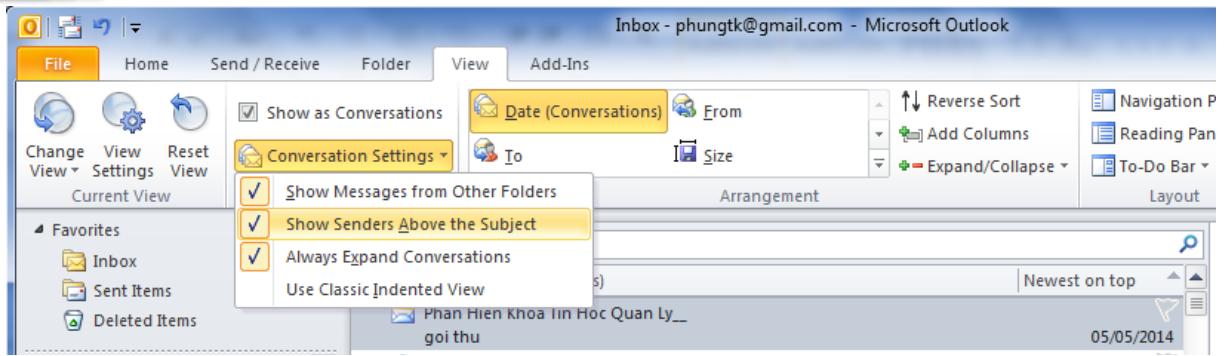 Inbox - phungtk@gmail.com - Microsoft Outlook
File Home Send / Receive Folder View Add-Ins
Change View View Settings Reset View
Current View
Show as Conversations
Conversation Settings
Date (Conversations) From
To Size
Arrangement
Reverse Sort
Add Columns
Expand/Collapse
Navigation P
Reading Pan
To-Do Bar
Layout
Show Messages from Other Folders
Show Senders Above the Subject
Always Expand Conversations
Use Classic Indented View
Favorites
Inbox
Sent Items
Deleted Items
s) Newest on top
Phan Hien Khoa Tin Hoc Quan Ly__
goi thu 05/05/2014